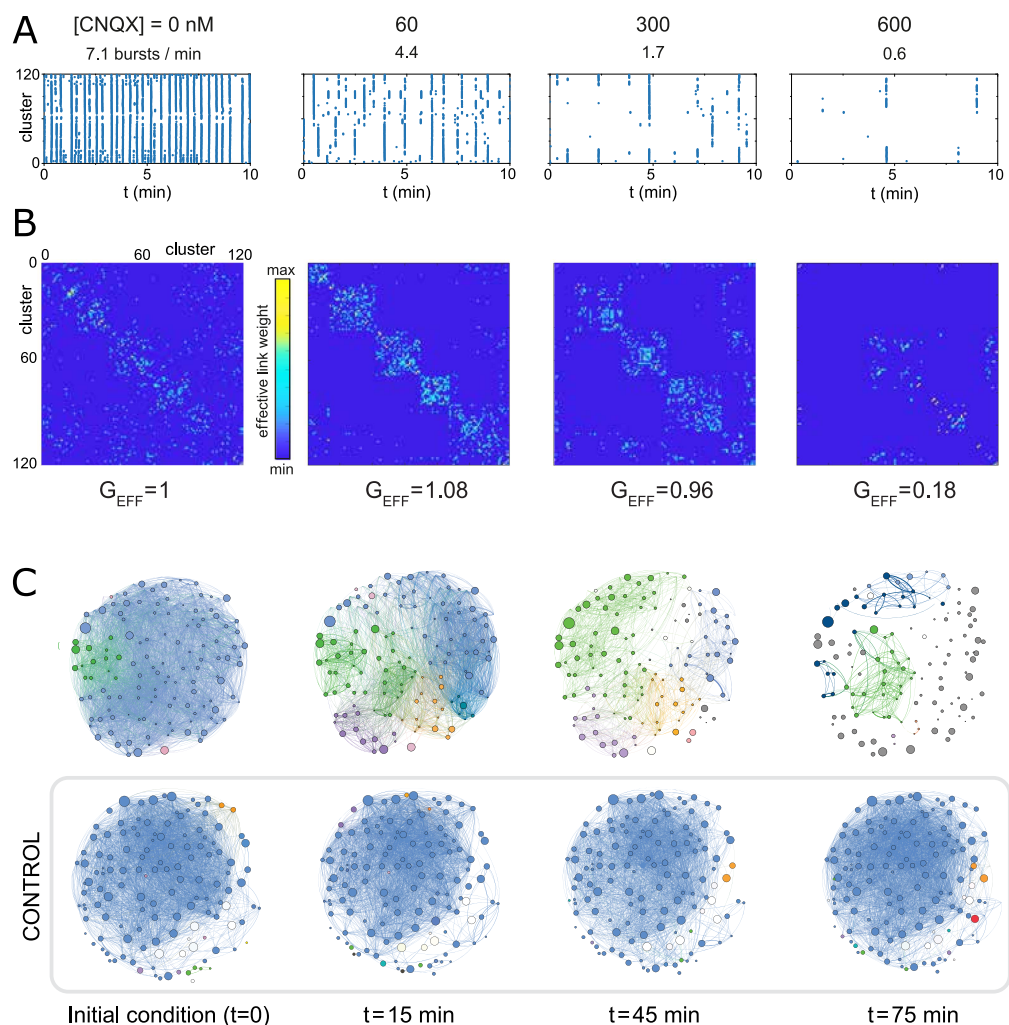 A
[CNQX] = 0 nM 60 300 600
7.1 bursts / min 4.4 1.7 0.6
120
cluster
0
0 5 10 0 5 10 0 5 10 0 5 10
t (min) t (min) t (min) t (min)
B
0 60 cluster 120
0
cluster
60
120
max
effective link weight
min
G_EFF=1 G_EFF=1.08 G_EFF=0.96 G_EFF=0.18
C
CONTROL
Initial condition (t=0) t=15 min t=45 min t=75 min